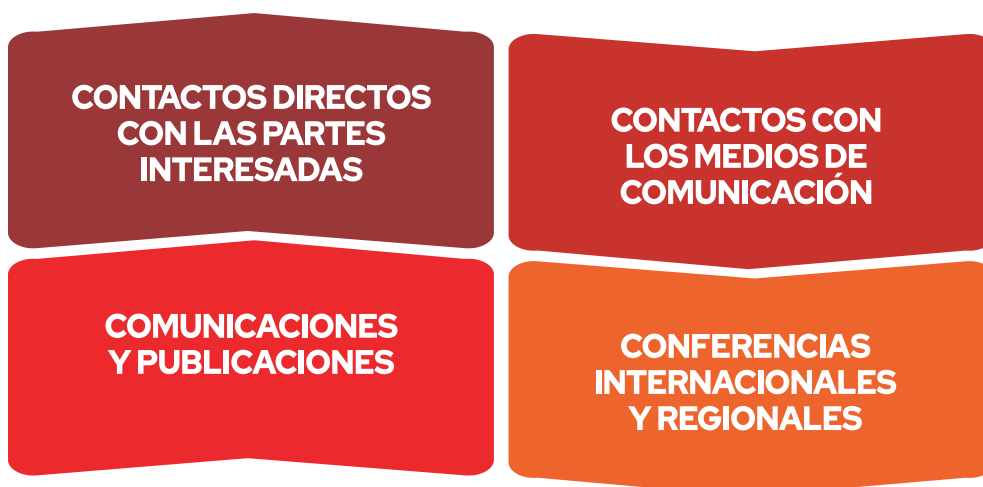 CONTACTOS DIRECTOS
CON LAS PARTES
INTERESADAS
CONTACTOS CON
LOS MEDIOS DE
COMUNICACIÓN
COMUNICACIONES
Y PUBLICACIONES
CONFERENCIAS
INTERNACIONALES
Y REGIONALES